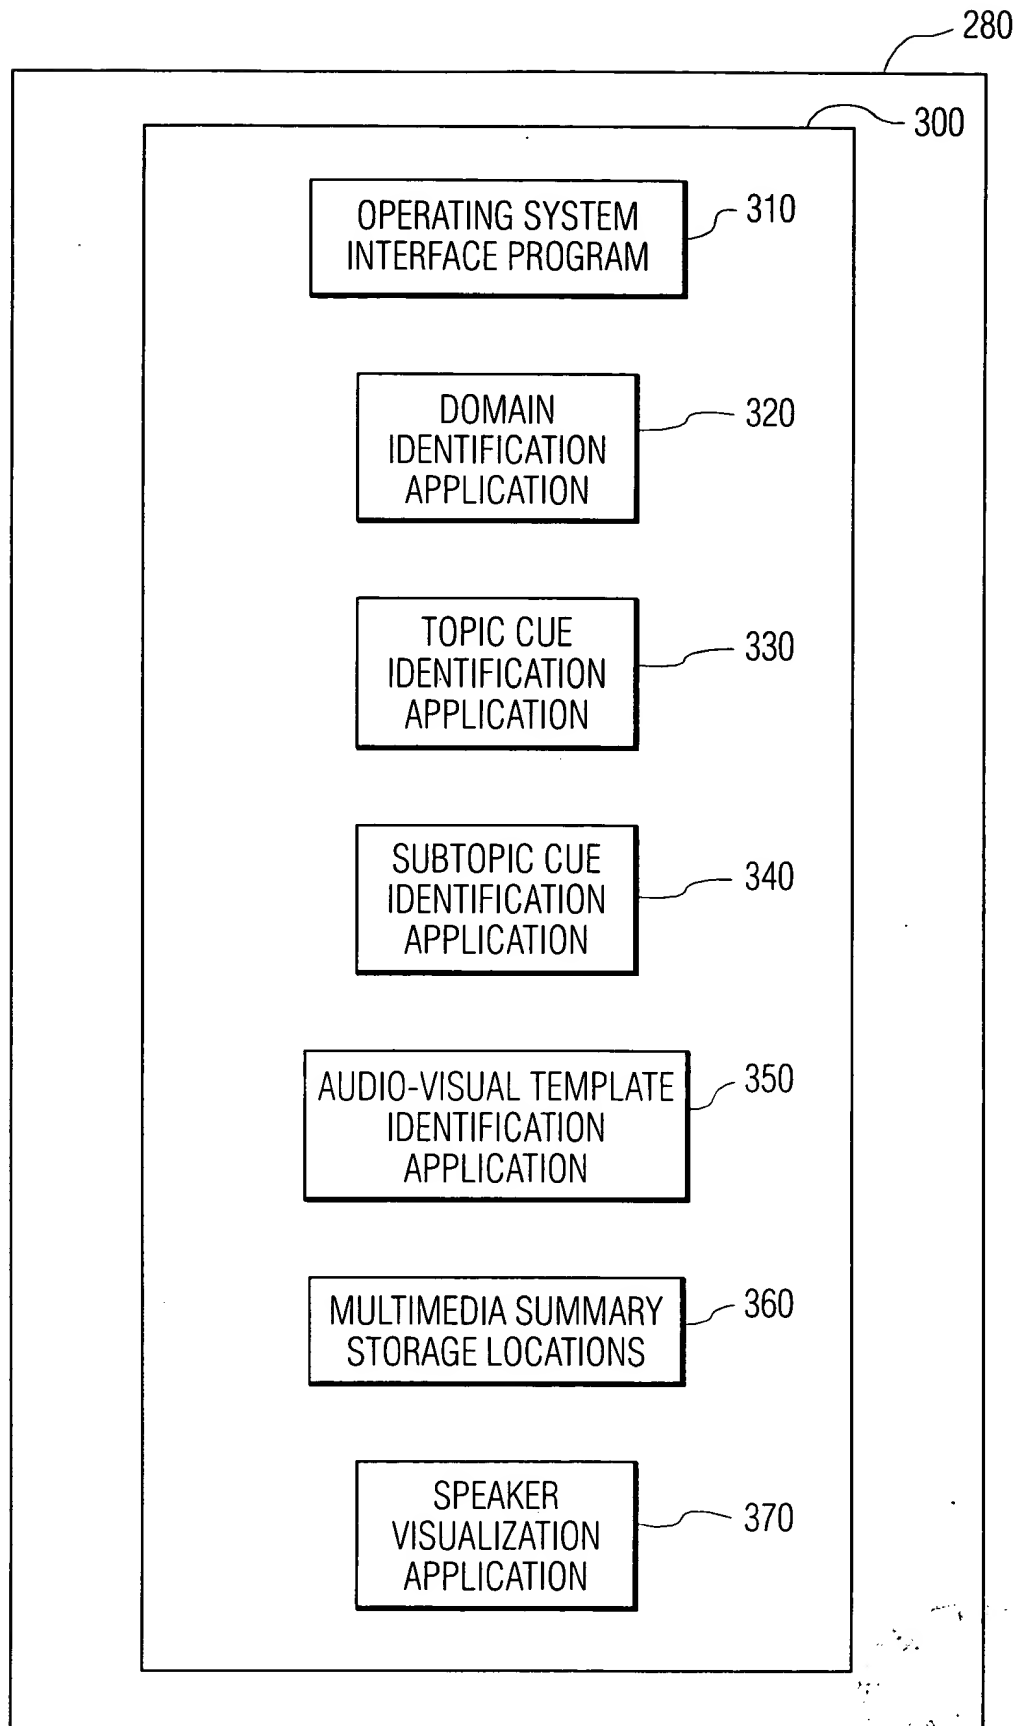 280
300
OPERATING SYSTEM
INTERFACE PROGRAM
310
DOMAIN
IDENTIFICATION
APPLICATION
320
TOPIC CUE
IDENTIFICATION
APPLICATION
330
SUBTOPIC CUE
IDENTIFICATION
APPLICATION
340
AUDIO-VISUAL TEMPLATE
IDENTIFICATION
APPLICATION
350
MULTIMEDIA SUMMARY
STORAGE LOCATIONS
360
SPEAKER
VISUALIZATION
APPLICATION
370